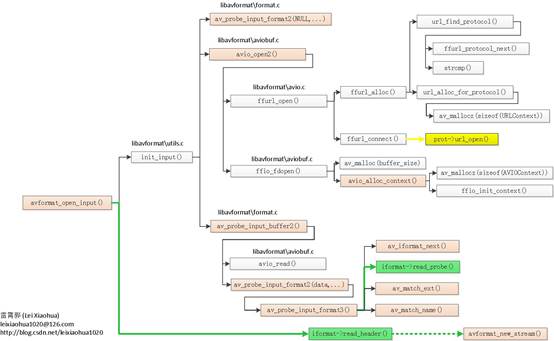 libavformat\format.c
av_probe_input_format2(NULL,...)
libavformat\aviobuf.c
avio_open2()
libavformat\avio.c
ffurl_open()
ffurl_alloc()
url_find_protocol()
ffurl_protocol_next()
strcmp()
url_alloc_for_protocol()
av_mallocz(sizeof(URLContext))
ffurl_connect()
prot->url_open()
libavformat\aviobuf.c
ffio_fdopen()
av_malloc(buffer_size)
avio_alloc_context()
av_mallocz(sizeof(AVIOContext))
ffio_init_context()
libavformat\utils.c
init_input()
avformat_open_input()
libavformat\format.c
av_probe_input_buffer2()
libavformat\aviobuf.c
avio_read()
av_probe_input_format2(data,...)
av_probe_input_format3()
av_iformat_next()
iformat->read_probe()
av_match_ext()
av_match_name()
iformat->read_header()
avformat_new_stream()
雷霄骅 (Lei Xiaohua)
leixiaohua1020@126.com
http://blog.csdn.net/leixiaohua1020